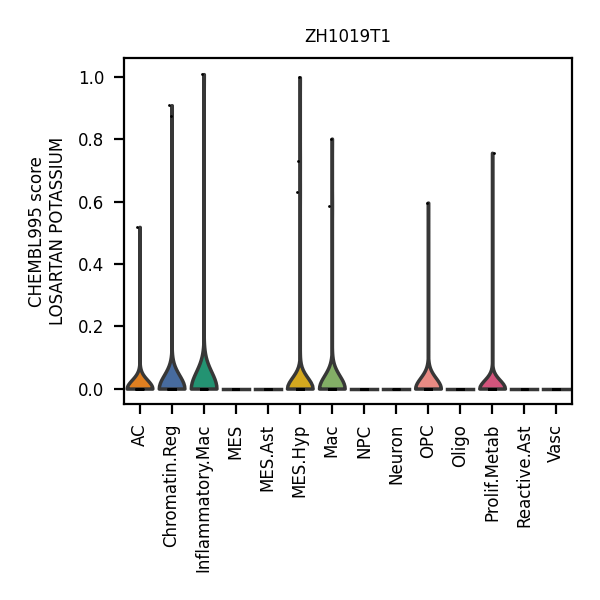 ZH1019T1
CHEMBL995 score
LOSARTAN POTASSIUM
1.0
0.8
0.6
0.4
0.2
0.0
AC
Chromatin.Reg
Inflammatory.Mac
MES
MES.Ast
MES.Hyp
Mac
NPC
Neuron
OPC
Oligo
Prolif.Metab
Reactive.Ast
Vasc